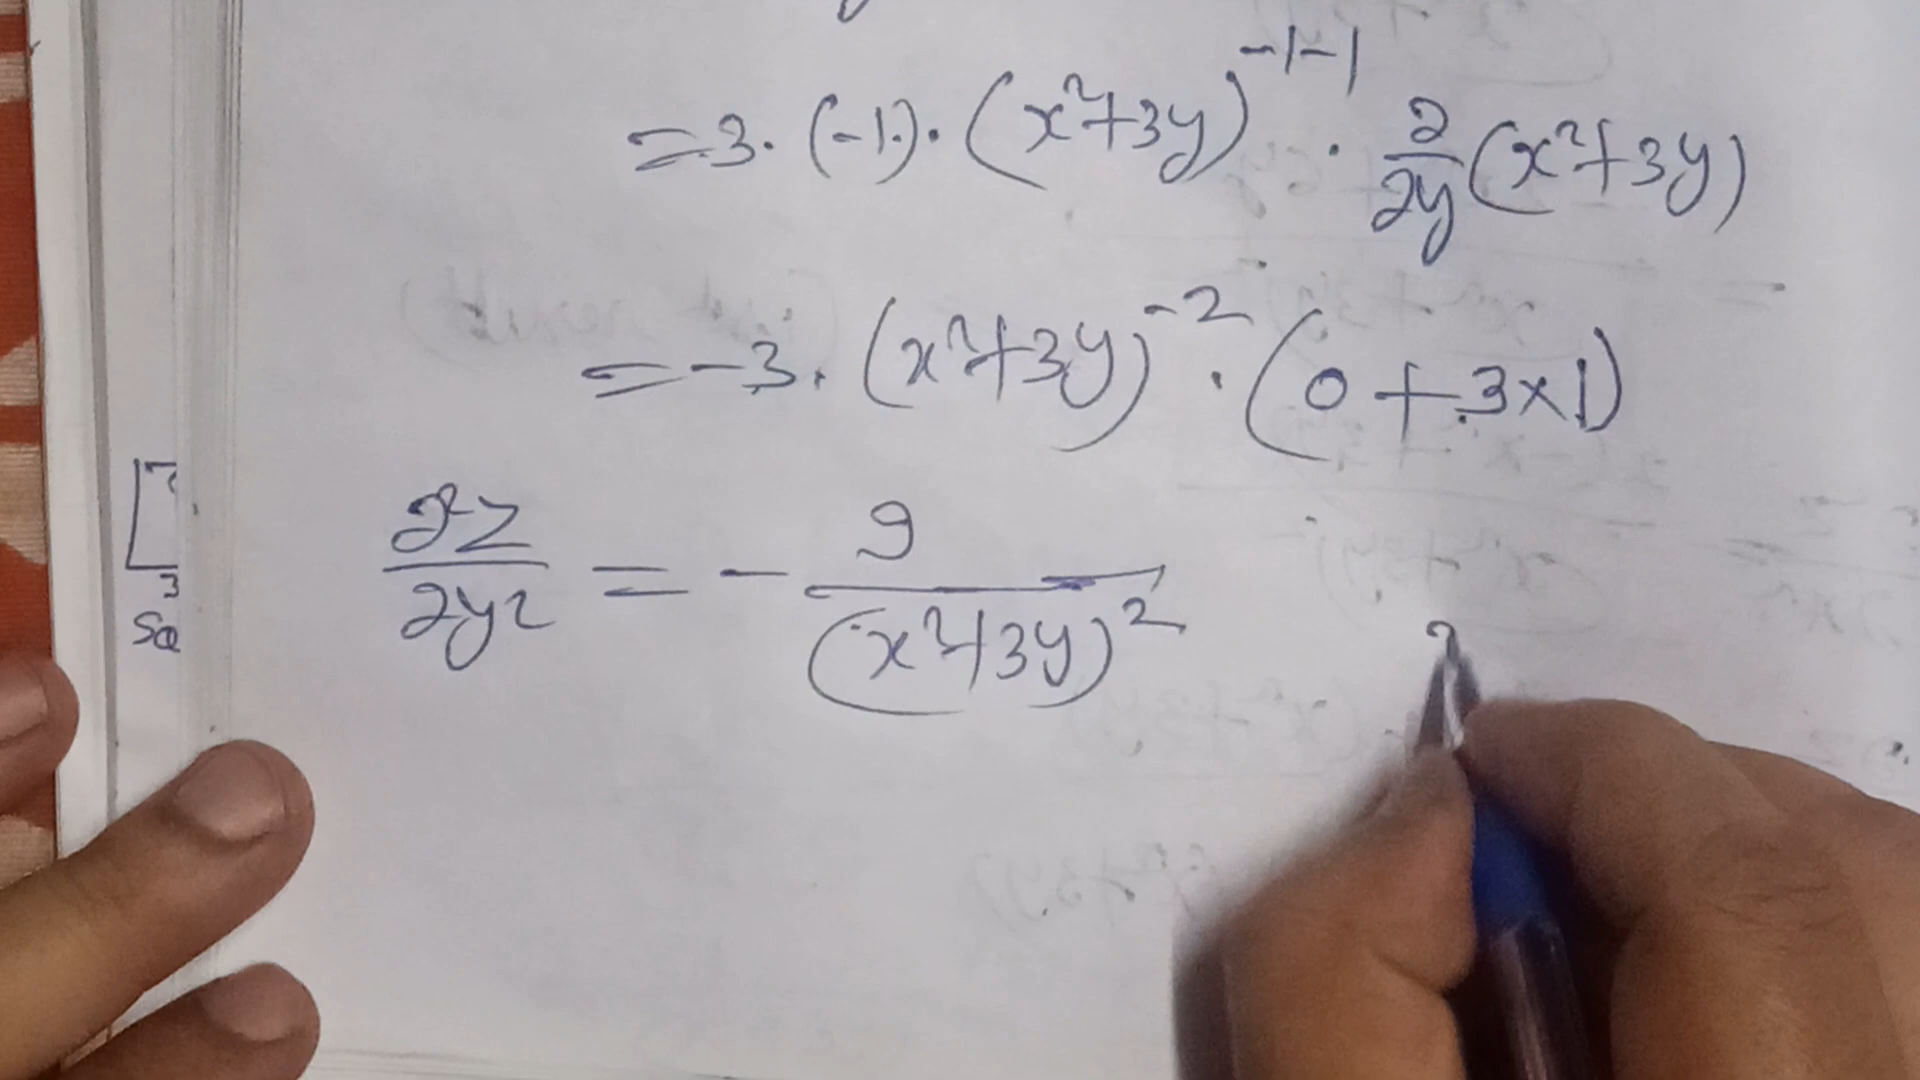 = 3 · (-1) · (x²+3y)⁻¹⁻¹ · ∂/∂y (x²+3y)
= -3 · (x²+3y)⁻² · (0 + 3×1)
∂²z/∂y² = - 9/(x²+3y)²